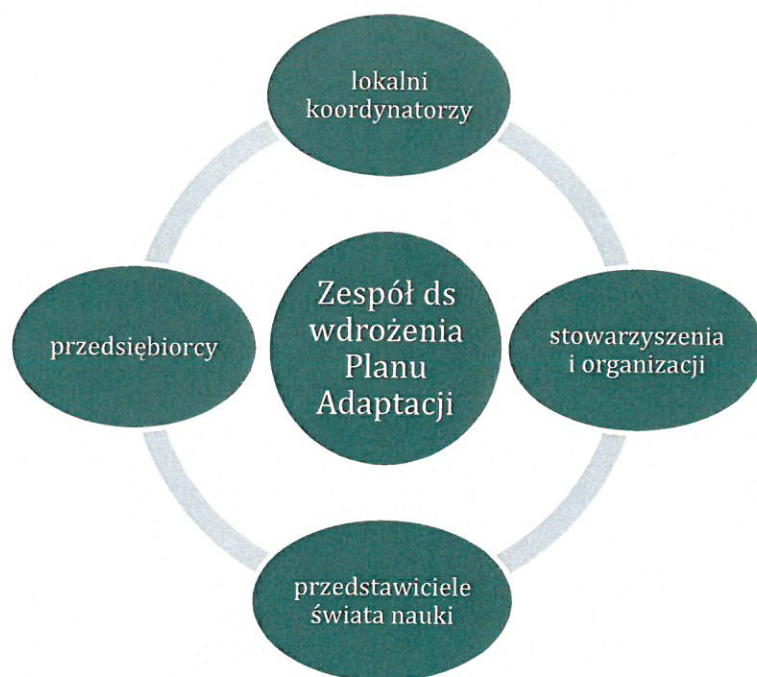 lokalni
koordynatorzy
Zespół ds
wdrożenia
Planu
Adaptacji
przedsiębiorcy
stowarzyszenia
i organizacji
przedstawiciele
świata nauki